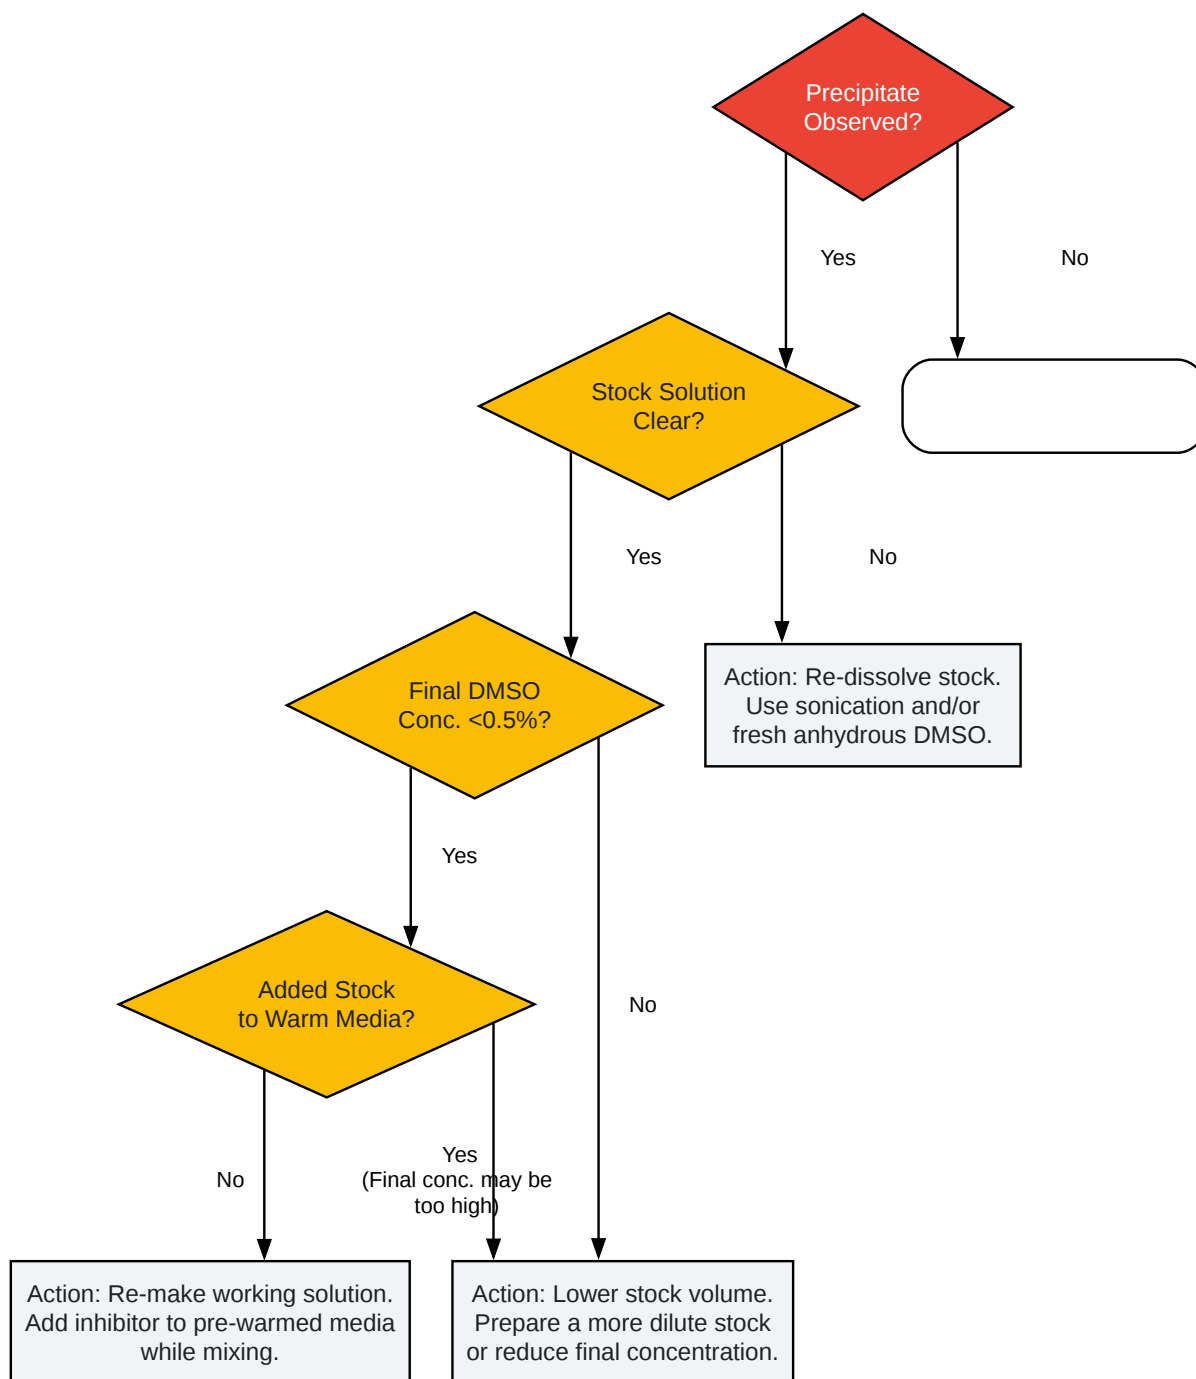 Precipitate
Observed?
Yes
No
Stock Solution
Clear?
Yes
No
Final DMSO
Conc. <0.5%?
Action: Re-dissolve stock.
Use sonication and/or
fresh anhydrous DMSO.
Yes
Added Stock
to Warm Media?
No
No
Yes
(Final conc. may be
too high)
Action: Re-make working solution.
Add inhibitor to pre-warmed media
while mixing.
Action: Lower stock volume.
Prepare a more dilute stock
or reduce final concentration.